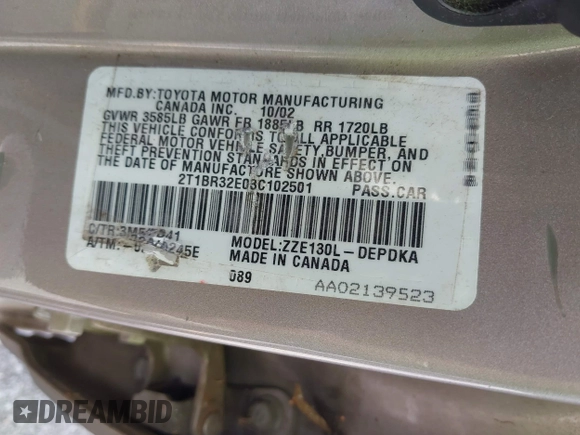 MFD.BY:TOYOTA MOTOR MANUFACTURING
CANADA INC. 10/02
GVWR 3585LB GAWR FR RR 1720LB
THIS VEHICLE CONFORMS TO ALL APPLICABLE
FEDERAL MOTOR VEHICLE SAFETY, BUMPER, AND
THEFT PREVENTION STANDARDS IN EFFECT ON
THE DATE OF MANUFACTURE SHOWN ABOVE.
2T1BR32E03C102501 PASS.CAR
C/TR:
A/TM: MODEL:ZZE130L-DEPDKA
MADE IN CANADA
089
AA02139523
DREAMBID